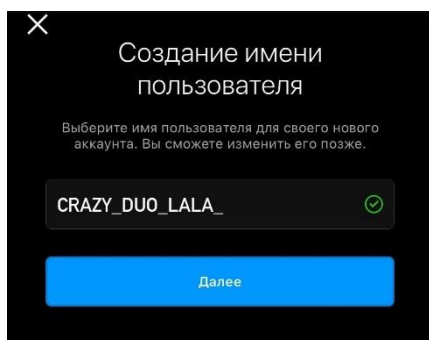 Создание имени
пользователя
Выберите имя пользователя для своего нового
аккаунта. Вы сможете изменить его позже.
CRAZY_DUO_LALA_
Далее